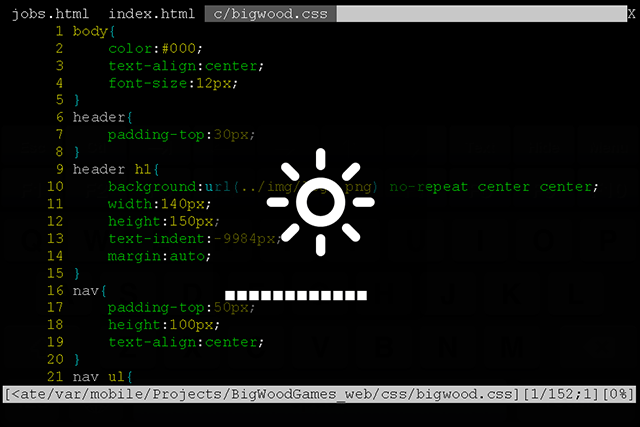 jobs.html index.html c/bigwood.css X
1 body{
2 color:#000;
3 text-align:center;
4 font-size:12px;
5 }
6 header{
7 padding-top:30px;
8 }
9 header h1{
10 background:url(../img/ .png) no-repeat center center;
11 width:140px;
12 height:150px;
13 text-indent:-9984px;
14 margin:auto;
15 }
16 nav{
17 padding-top:50px;
18 height:100px;
19 text-align:center;
20 }
21 nav ul{
[<ate/var/mobile/Projects/BigWoodGames_web/css/bigwood.css][1/152;1][0%]